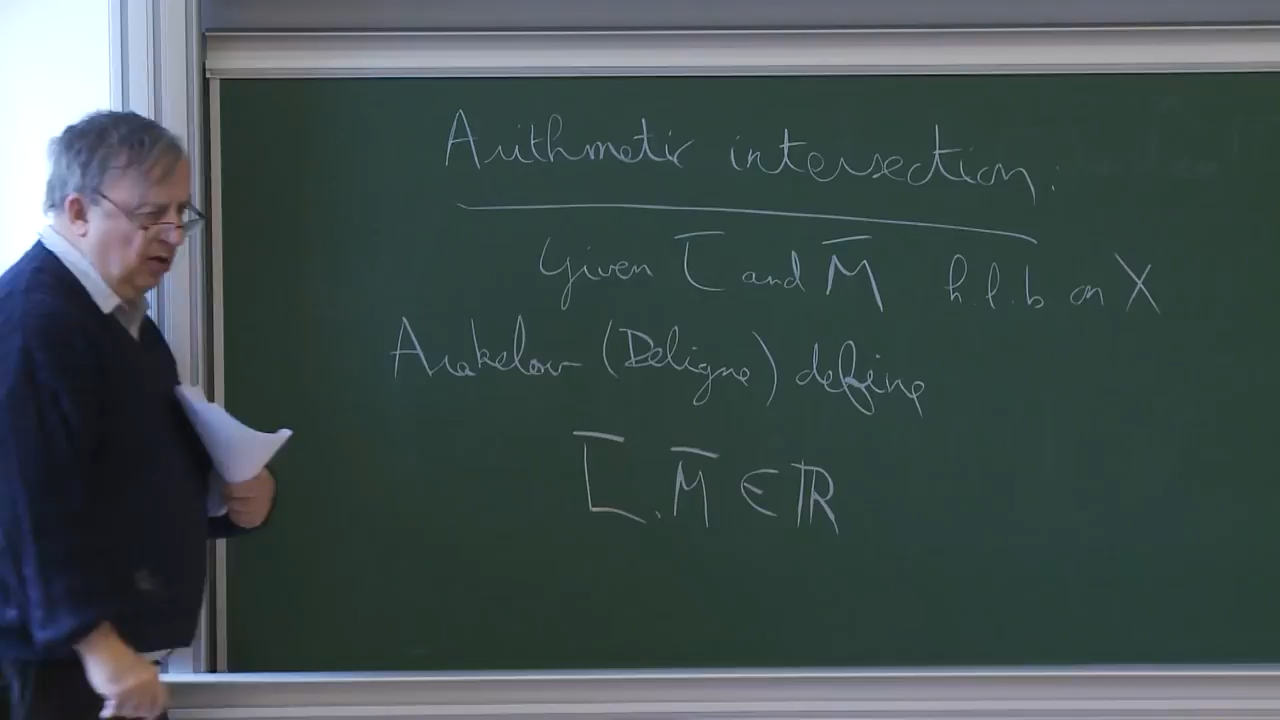 Arithmetic intersection:
Given L̄ and M̄ h.l.b on X
Arakelov (Deligne) define
L̄.M̄ ∈ ℝ